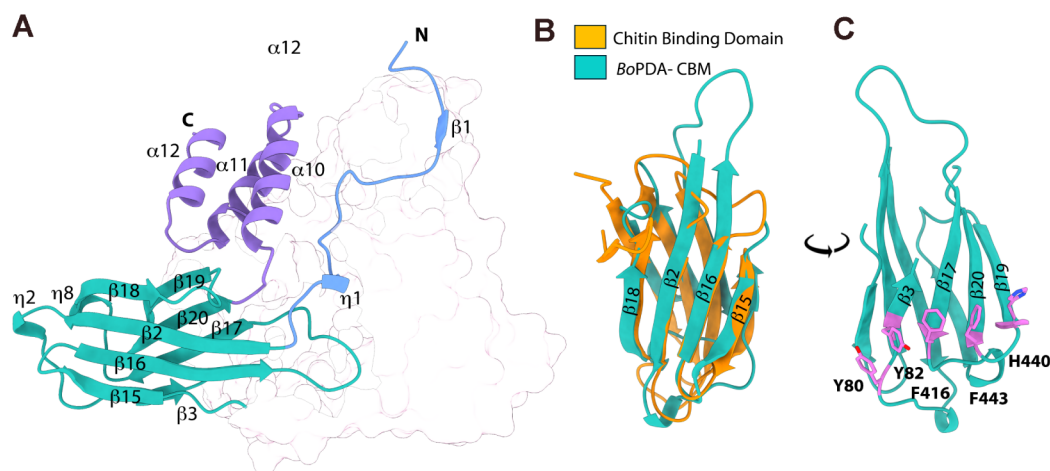 A
α12
N
C
α12
α11
α10
β1
β19
η8
β18
η2
β20
β17
η1
β2
β16
β15
β3
B
Chitin Binding Domain
BoPDA- CBM
β18
β2
β16
β15
C
β3
β17
β20
β19
H440
Y82
Y80
F416
F443